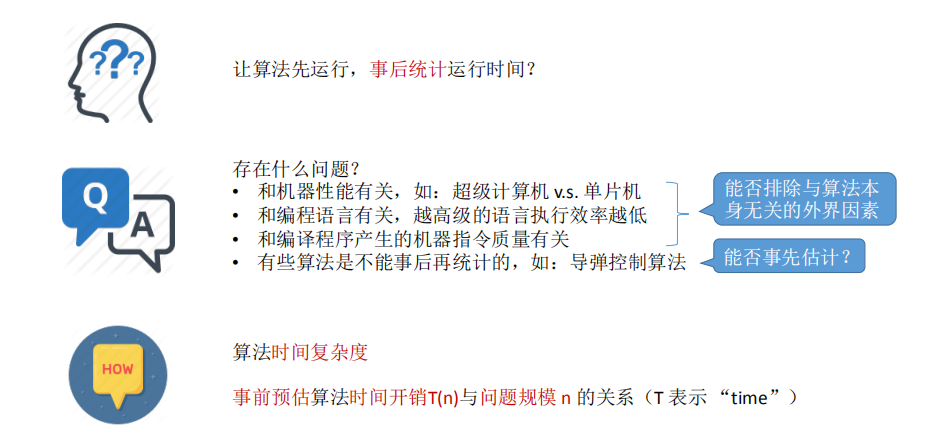 ???
让算法先运行，事后统计运行时间？
Q
A
存在什么问题？
• 和机器性能有关，如：超级计算机 v.s. 单片机
• 和编程语言有关，越高级的语言执行效率越低
• 和编译程序产生的机器指令质量有关
• 有些算法是不能事后再统计的，如：导弹控制算法
能否排除与算法本
身无关的外界因素
能否事先估计？
HOW
算法时间复杂度
事前预估算法时间开销T(n)与问题规模 n 的关系（T 表示 “time”）